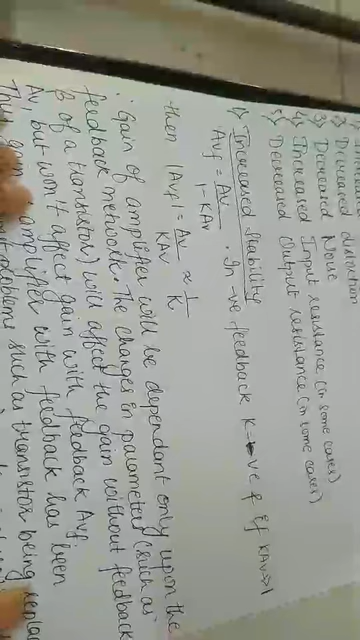 2) Decreased distortion
3) Decreased Noise
4) Increased Input resistance (in some cases)
5) Decreased Output resistance (in some cases)
1) Increased Stability
Avf = Av / 1-KAv . In -ve feedback K=-ve & if KAv>>1
then |Avf| = Av / KAv ≈ 1/K
Gain of amplifier will be dependant only upon the
feedback network. The changes in parameter (such as
β of a transistor) will affect the gain without feedback
Av but won't affect gain with feedback Avf.
amplifier with feedback has been
problems such as transistor being